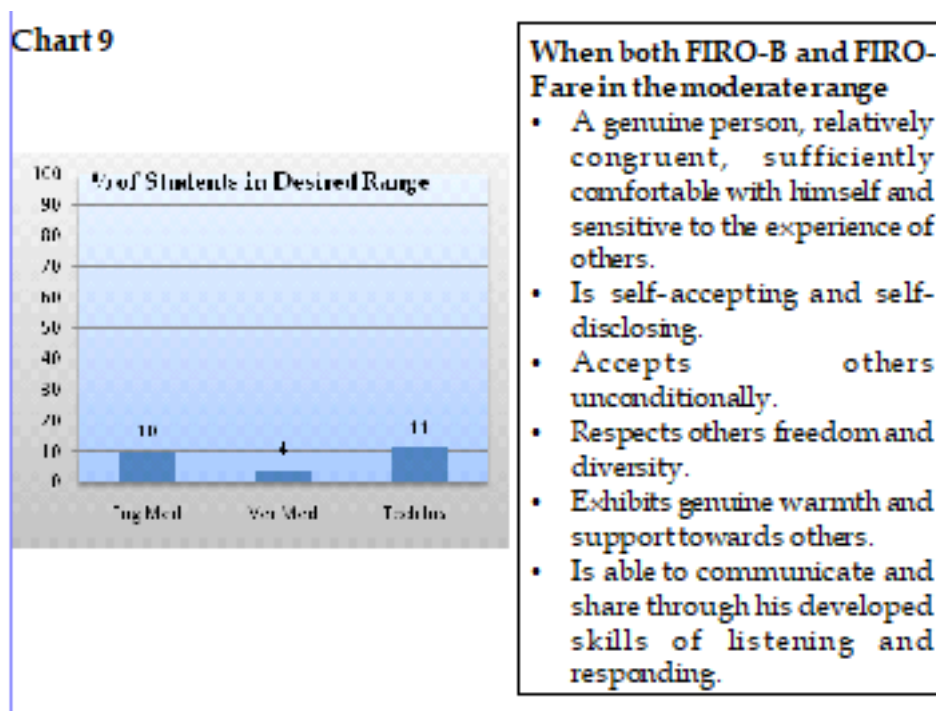 Chart 9
% of Students in Desired Range
100
90
80
70
60
50
40
30
20
10
0
10
4
11
Eng Med
Ver Med
Tech Ins
When both FIRO-B and FIRO-
F are in the moderate range
• A genuine person, relatively
congruent, sufficiently
comfortable with himself and
sensitive to the experience of
others.
• Is self-accepting and self-
disclosing.
• Accepts others
unconditionally.
• Respects others freedom and
diversity.
• Exhibits genuine warmth and
support towards others.
• Is able to communicate and
share through his developed
skills of listening and
responding.